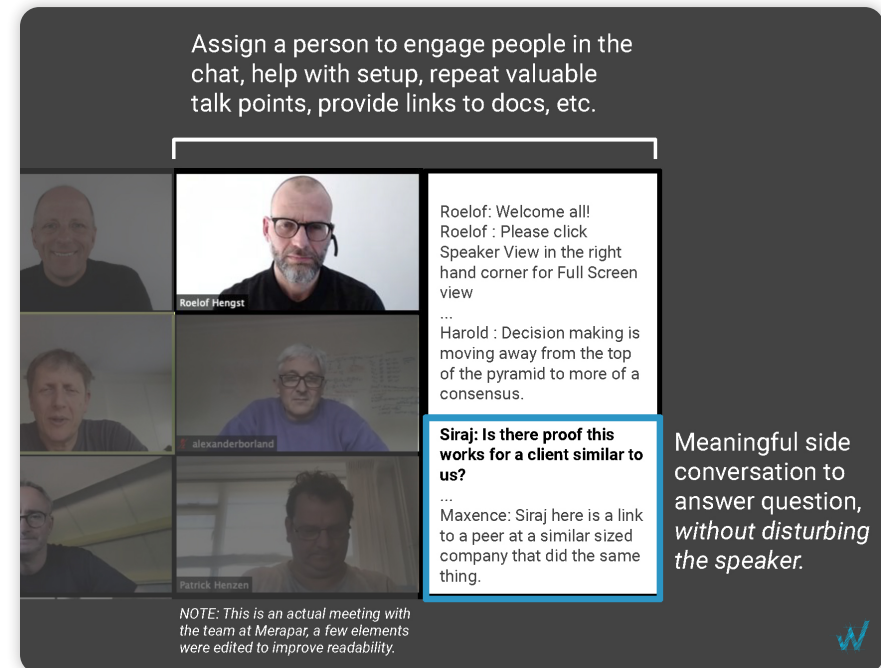 Assign a person to engage people in the
chat, help with setup, repeat valuable
talk points, provide links to docs, etc.
Roelof Hengst
alexanderborland
Patrick Henzen
Roelof: Welcome all!
Roelof : Please click
Speaker View in the right
hand corner for Full Screen
view
...
Harold : Decision making is
moving away from the top
of the pyramid to more of a
consensus.
Siraj: Is there proof this
works for a client similar to
us?
...
Maxence: Siraj here is a link
to a peer at a similar sized
company that did the same
thing.
Meaningful side
conversation to
answer question,
without disturbing
the speaker.
NOTE: This is an actual meeting with
the team at Merapar, a few elements
were edited to improve readability.
W